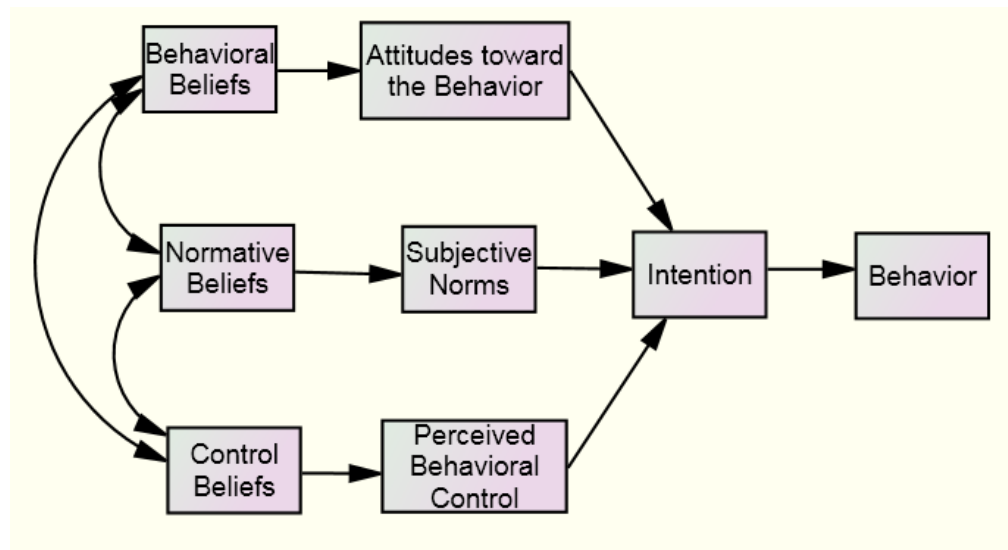 Behavioral
Beliefs
Attitudes toward
the Behavior
Normative
Beliefs
Subjective
Norms
Intention
Behavior
Control
Beliefs
Perceived
Behavioral
Control